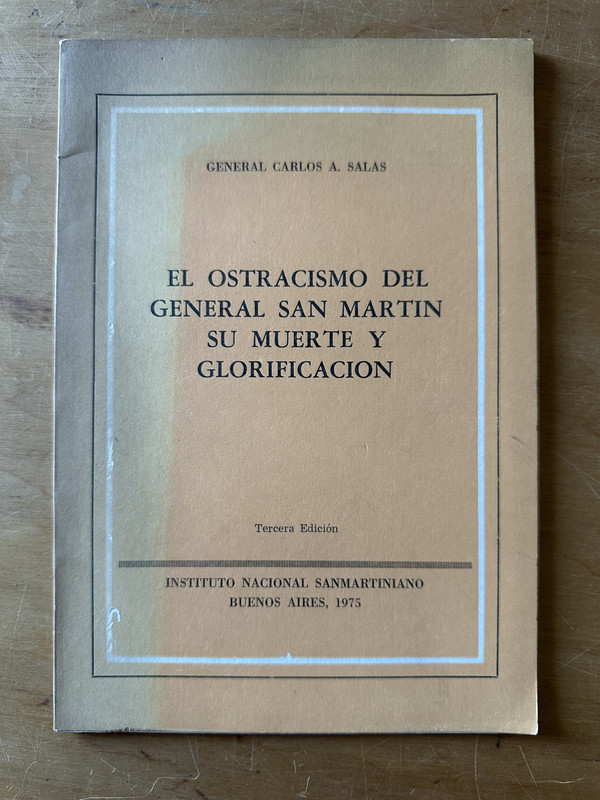 GENERAL CARLOS A. SALAS
EL OSTRACISMO DEL
GENERAL SAN MARTIN
SU MUERTE Y
GLORIFICACION
Tercera Edición
INSTITUTO NACIONAL SANMARTINIANO
BUENOS AIRES, 1975